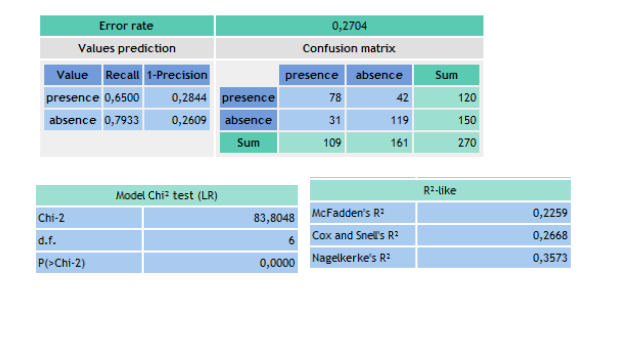 Error rate 0,2704
Values prediction Confusion matrix
Value Recall 1-Precision
presence 0,6500 0,2844
absence 0,7933 0,2609
presence absence Sum
presence 78 42 120
absence 31 119 150
Sum 109 161 270
Model Chi² test (LR)
Chi-2 83,8048
d.f. 6
P(>Chi-2) 0,0000
R²-like
McFadden's R² 0,2259
Cox and Snell's R² 0,2668
Nagelkerke's R² 0,3573